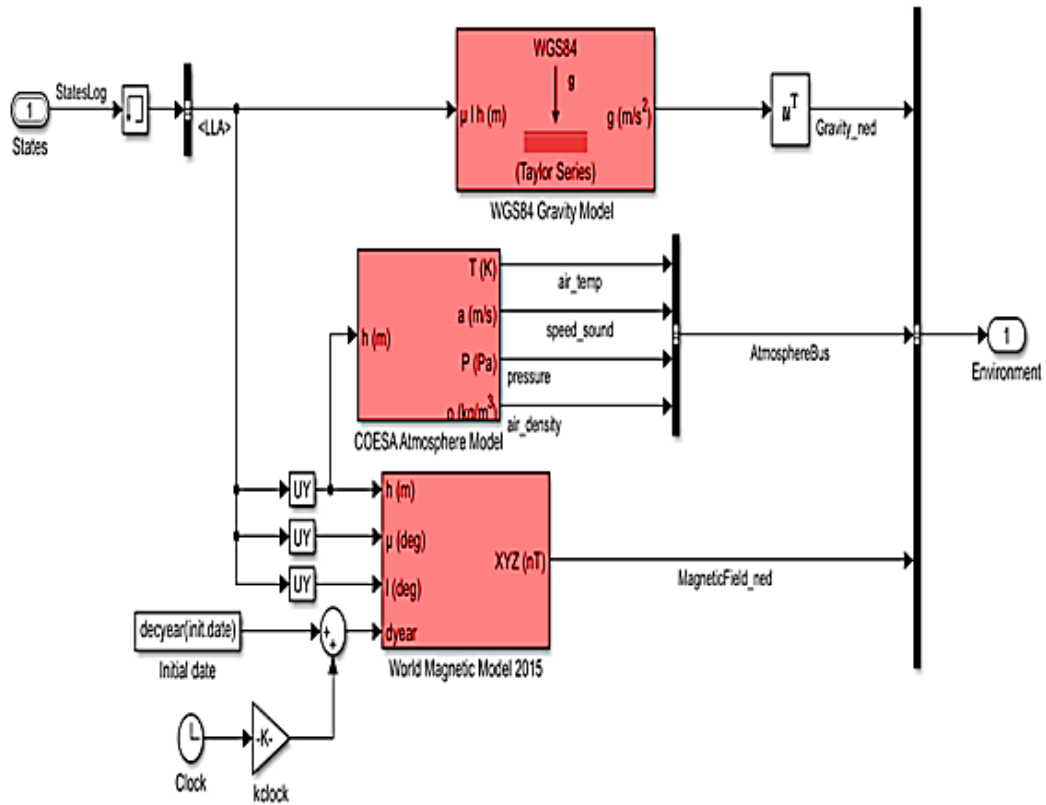 StatesLog
1
States
<LLA>
WGS84
g
μ l h (m)
g (m/s²)
(Taylor Series)
WGS84 Gravity Model
uᵀ
Gravity_ned
T (K)
air_temp
a (m/s)
speed_sound
h (m)
P (Pa)
pressure
ρ (kg/m³)
air_density
COESA Atmosphere Model
AtmosphereBus
1
Environment
UY
h (m)
UY
μ (deg)
XYZ (nT)
UY
l (deg)
MagneticField_ned
decyear(init.date)
+
+
dyear
Initial date
World Magnetic Model 2015
-K-
Clock
kclock